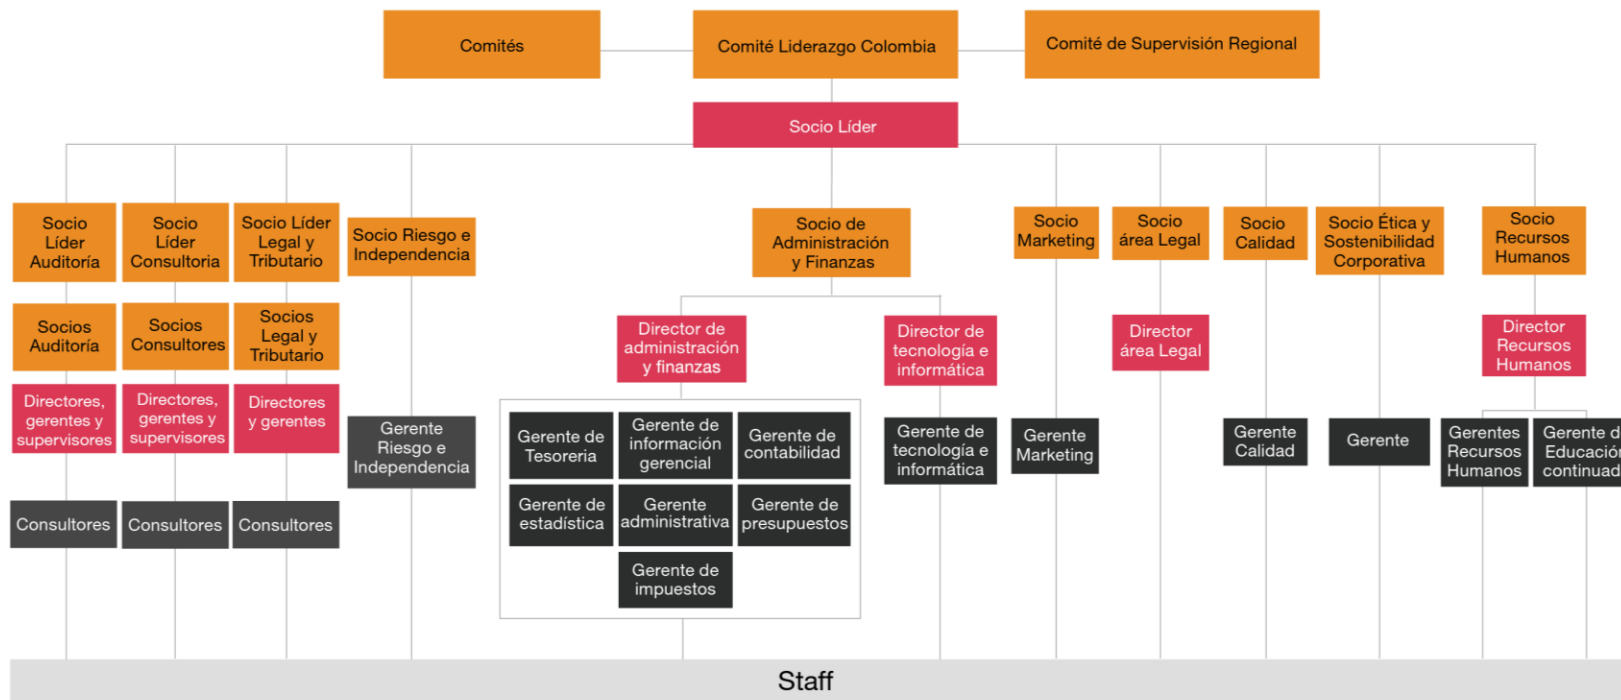 Comités
Comité Liderazgo Colombia
Comité de Supervisión Regional
Socio Líder
Socio
Líder
Auditoría
Socio
Líder
Consultoria
Socio Líder
Legal y
Tributario
Socio Riesgo e
Independencia
Socio de
Administración
y Finanzas
Socio
Marketing
Socio
área Legal
Socio
Calidad
Socio Ética y
Sostenibilidad
Corporativa
Socio
Recursos
Humanos
Socios
Auditoría
Socios
Consultores
Socios
Legal y
Tributario
Director de
administración
y finanzas
Director de
tecnología e
informática
Director
área Legal
Director
Recursos
Humanos
Directores,
gerentes y
supervisores
Directores,
gerentes y
supervisores
Directores
y gerentes
Gerente
Riesgo e
Independencia
Gerente de
Tesoreria
Gerente de
información
gerencial
Gerente de
contabilidad
Gerente de
tecnología e
informática
Gerente
Marketing
Gerente
Calidad
Gerente
Gerentes
Recursos
Humanos
Gerente d
Educación
continuad
Consultores
Consultores
Consultores
Gerente de
estadística
Gerente
administrativa
Gerente de
presupuestos
Gerente de
impuestos
Staff